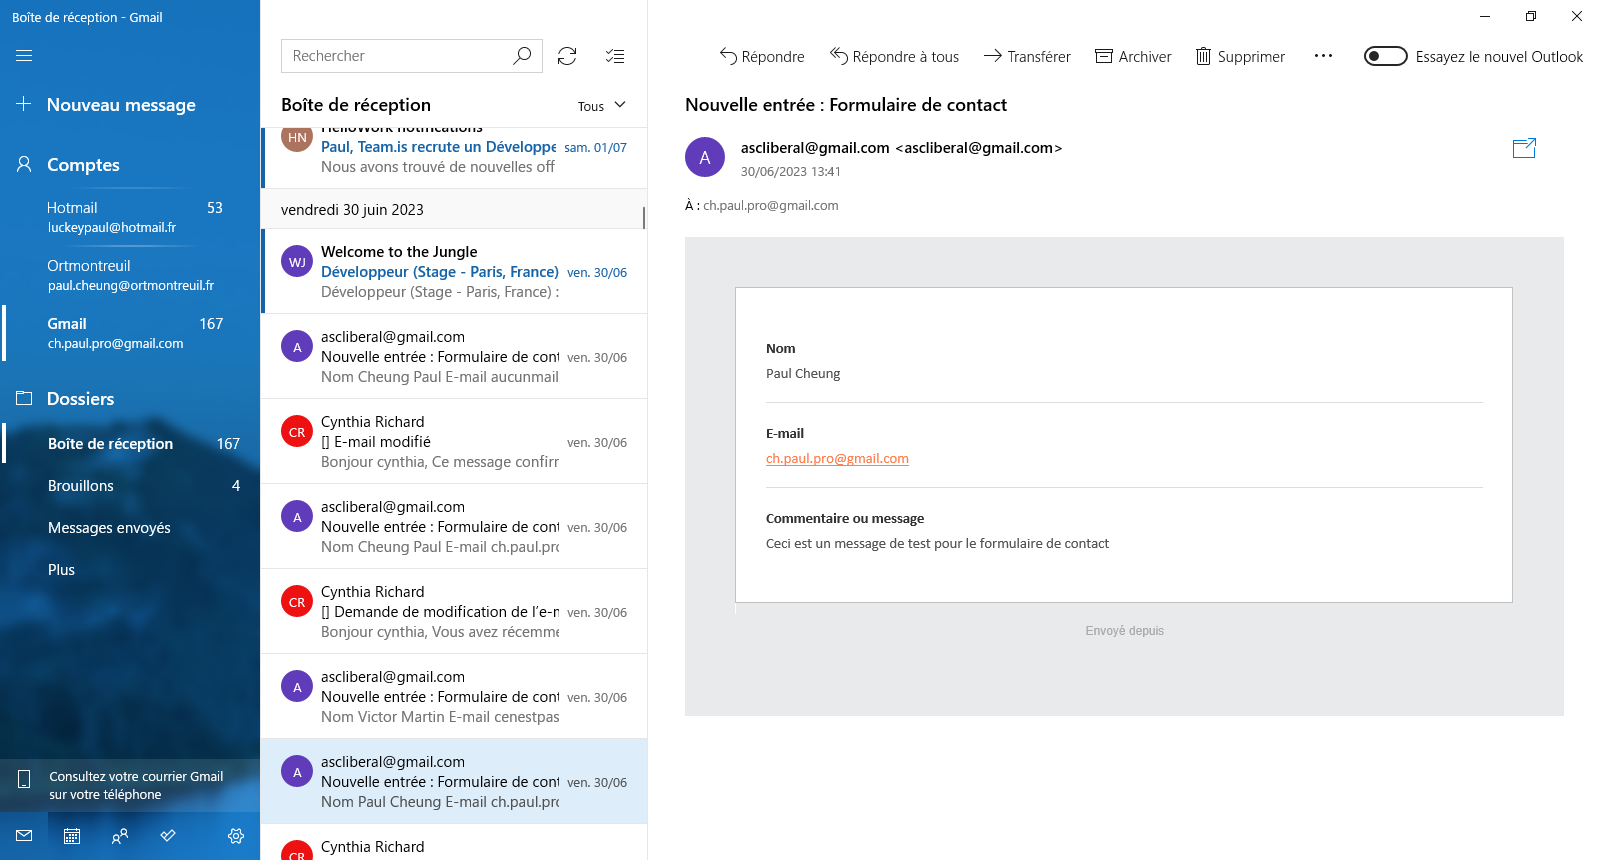 Boîte de réception - Gmail
Nouveau message
Comptes
Hotmail 53
luckeypaul@hotmail.fr
Ortmontreuil
paul.cheung@ortmontreuil.fr
Gmail 167
ch.paul.pro@gmail.com
Dossiers
Boîte de réception 167
Brouillons 4
Messages envoyés
Plus
Consultez votre courrier Gmail
sur votre téléphone
Rechercher
Boîte de réception Tous
HN HelloWork notifications
Paul, Team.is recrute un Développe sam. 01/07
Nous avons trouvé de nouvelles off
vendredi 30 juin 2023
WJ Welcome to the Jungle
Développeur (Stage - Paris, France) ven. 30/06
Développeur (Stage - Paris, France) :
A ascliberal@gmail.com
Nouvelle entrée : Formulaire de cont ven. 30/06
Nom Cheung Paul E-mail aucunmail
CR Cynthia Richard
[] E-mail modifié ven. 30/06
Bonjour cynthia, Ce message confirr
A ascliberal@gmail.com
Nouvelle entrée : Formulaire de cont ven. 30/06
Nom Cheung Paul E-mail ch.paul.pro
CR Cynthia Richard
[] Demande de modification de l'e-m ven. 30/06
Bonjour cynthia, Vous avez récemme
A ascliberal@gmail.com
Nouvelle entrée : Formulaire de cont ven. 30/06
Nom Victor Martin E-mail cenestpas
A ascliberal@gmail.com
Nouvelle entrée : Formulaire de cont ven. 30/06
Nom Paul Cheung E-mail ch.paul.pro
CR Cynthia Richard
Répondre Répondre à tous Transférer Archiver Supprimer ... Essayez le nouvel Outlook
Nouvelle entrée : Formulaire de contact
A ascliberal@gmail.com <ascliberal@gmail.com>
30/06/2023 13:41
À : ch.paul.pro@gmail.com
Nom
Paul Cheung
E-mail
ch.paul.pro@gmail.com
Commentaire ou message
Ceci est un message de test pour le formulaire de contact
Envoyé depuis